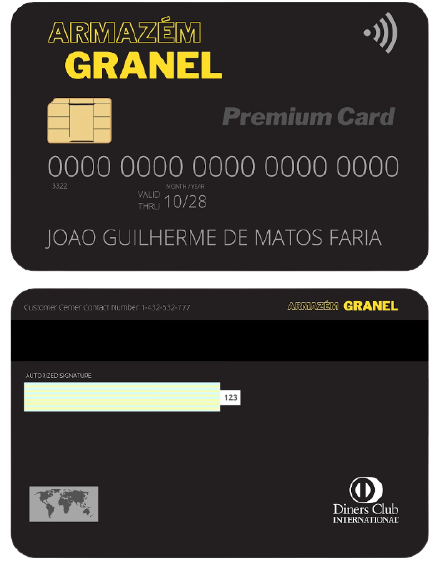 ARMAZÉM
GRANEL
Premium Card
0000 0000 0000 0000 0000
3322
MONTH/YEAR
VALID
THRU 10/28
JOAO GUILHERME DE MATOS FARIA
Customer Center Contact Number 1-432-532-777
ARMAZÉM GRANEL
AUTORIZED SIGNATURE
123
Diners Club
INTERNATIONAL